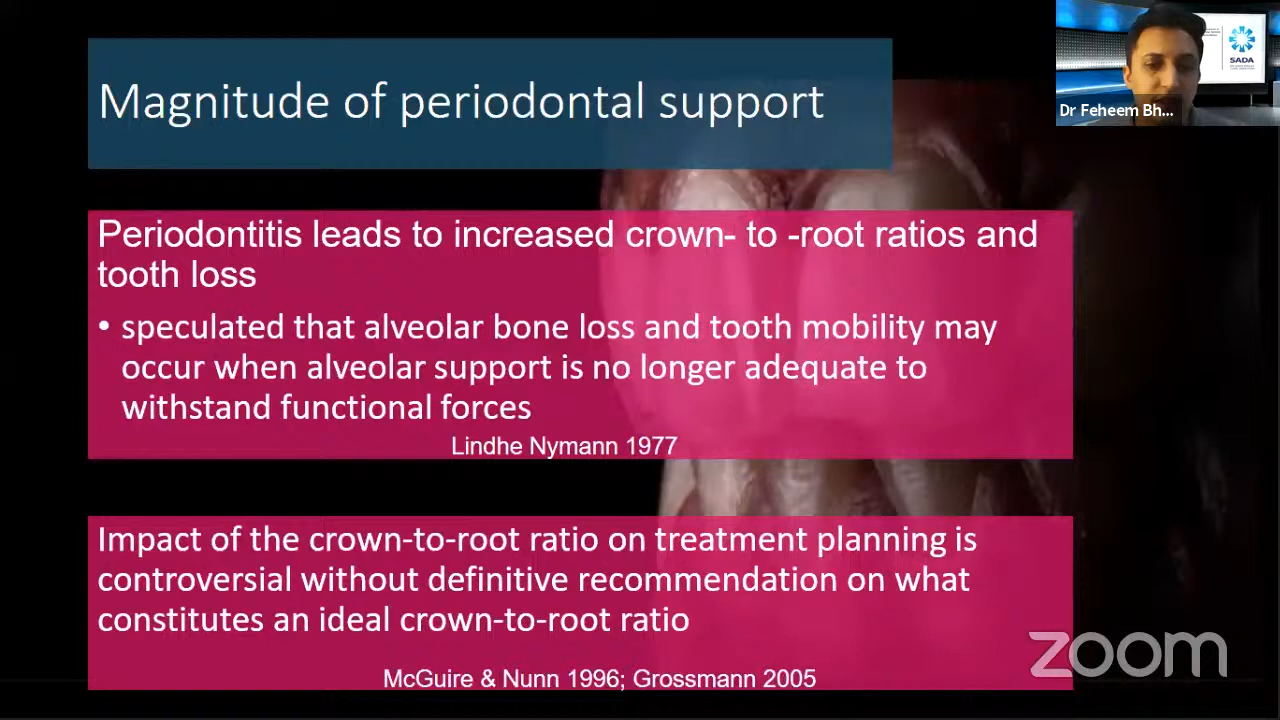 Magnitude of periodontal support
SADA
Dr Feheem Bh...
Periodontitis leads to increased crown- to -root ratios and
tooth loss
• speculated that alveolar bone loss and tooth mobility may
occur when alveolar support is no longer adequate to
withstand functional forces
Lindhe Nymann 1977
Impact of the crown-to-root ratio on treatment planning is
controversial without definitive recommendation on what
constitutes an ideal crown-to-root ratio
McGuire & Nunn 1996; Grossmann 2005
zoom